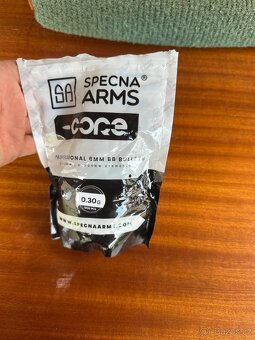 SA
SPECNA®
ARMS
CORE
PROFESSIONAL 6MM BB BULLETS
0.30G
WWW.SPECNAARMS.COM